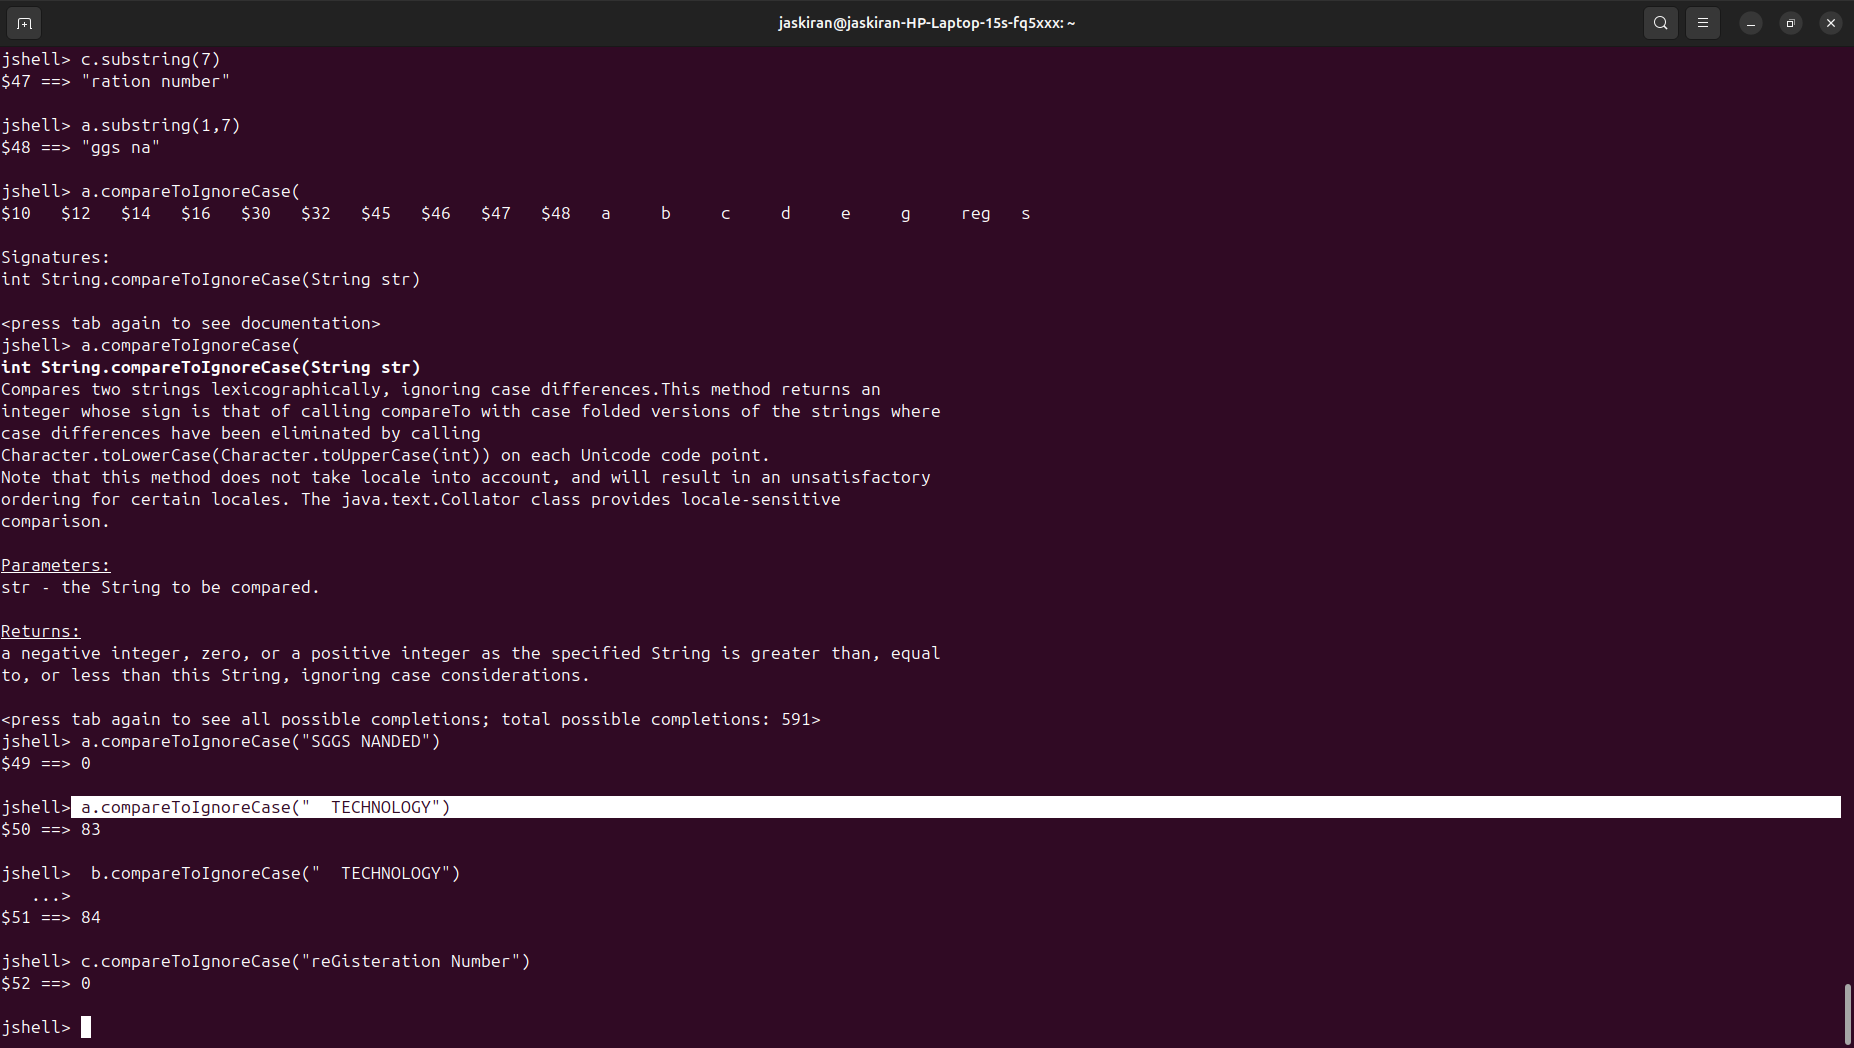 jaskiran@jaskiran-HP-Laptop-15s-fq5xxx: ~
jshell> c.substring(7)
$47 ==> "ration number"
jshell> a.substring(1,7)
$48 ==> "ggs na"
jshell> a.compareToIgnoreCase(
$10   $12   $14   $16   $30   $32   $45   $46   $47   $48   a     b     c     d     e     g     reg   s
Signatures:
int String.compareToIgnoreCase(String str)
<press tab again to see documentation>
jshell> a.compareToIgnoreCase(
int String.compareToIgnoreCase(String str)
Compares two strings lexicographically, ignoring case differences.This method returns an
integer whose sign is that of calling compareTo with case folded versions of the strings where
case differences have been eliminated by calling
Character.toLowerCase(Character.toUpperCase(int)) on each Unicode code point.
Note that this method does not take locale into account, and will result in an unsatisfactory
ordering for certain locales. The java.text.Collator class provides locale-sensitive
comparison.
Parameters:
str - the String to be compared.
Returns:
a negative integer, zero, or a positive integer as the specified String is greater than, equal
to, or less than this String, ignoring case considerations.
<press tab again to see all possible completions; total possible completions: 591>
jshell> a.compareToIgnoreCase("SGGS NANDED")
$49 ==> 0
jshell> a.compareToIgnoreCase("  TECHNOLOGY")
$50 ==> 83
jshell>  b.compareToIgnoreCase("  TECHNOLOGY")
   ...>
$51 ==> 84
jshell> c.compareToIgnoreCase("reGisteration Number")
$52 ==> 0
jshell>